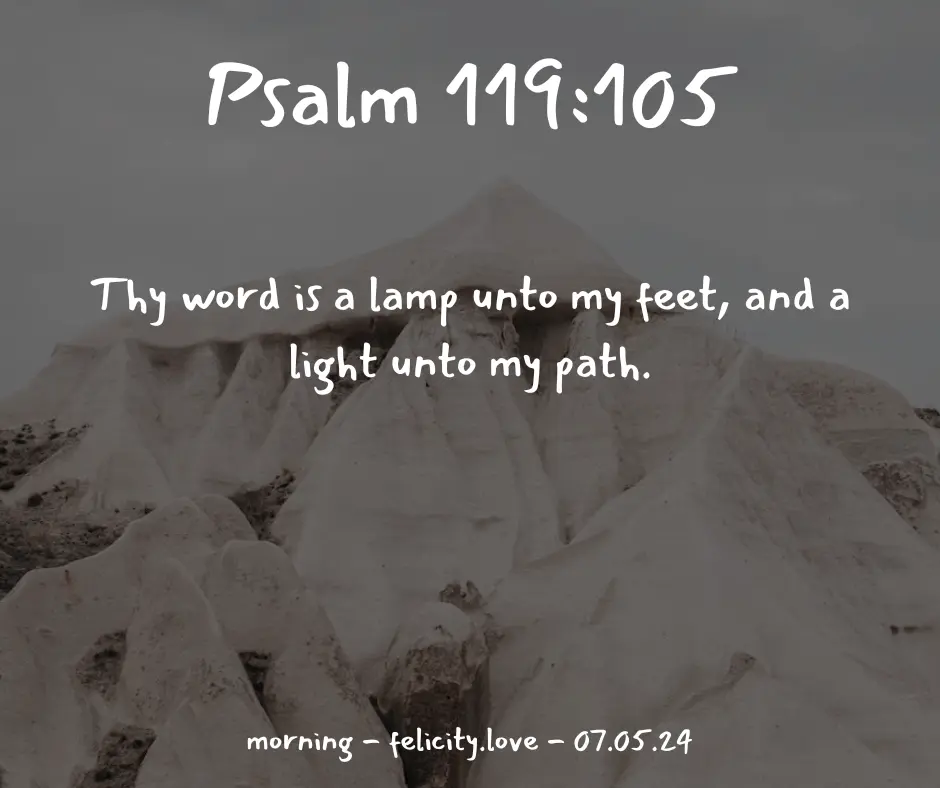 Psalm 119:105
Thy word is a lamp unto my feet, and a
light unto my path.
morning - felicity.love - 07.05.24